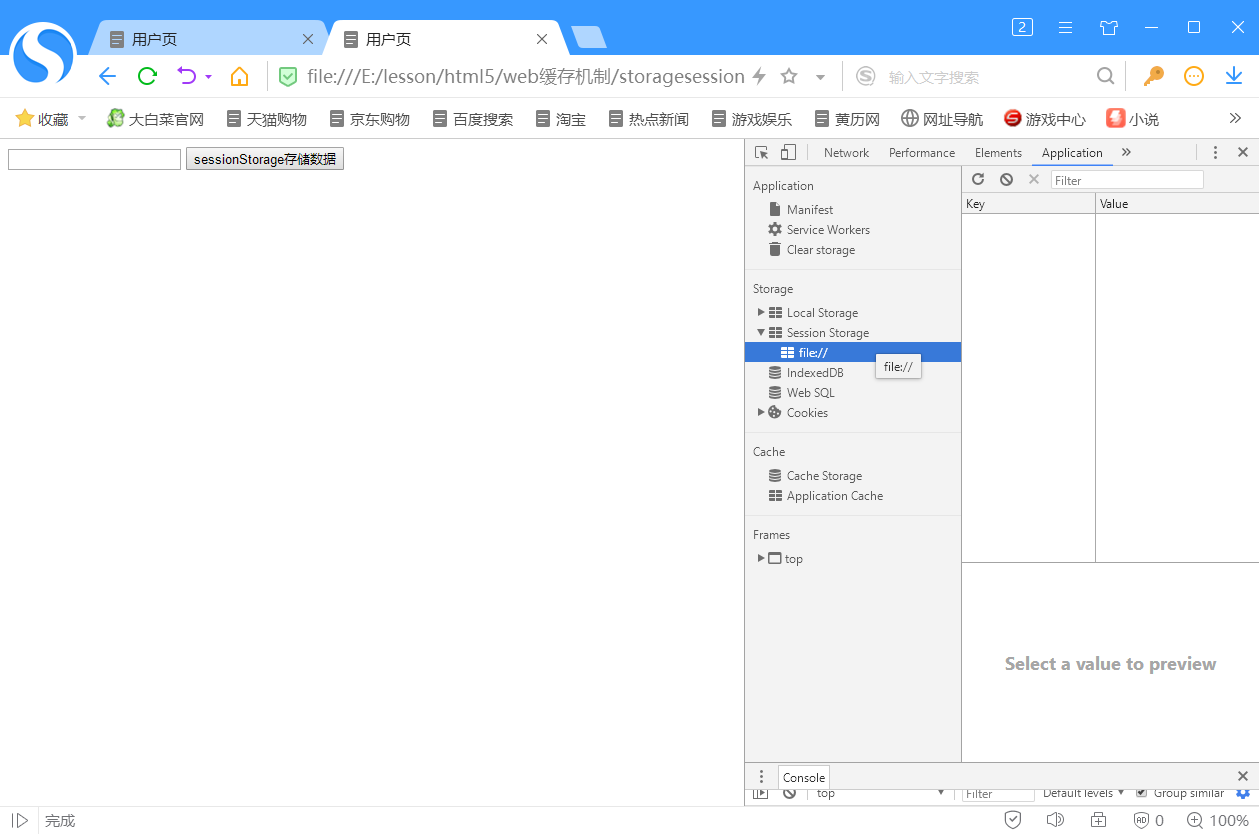 用户页
用户页
2
file:///E:/lesson/html5/web缓存机制/storagesession
输入文字搜索
收藏 大白菜官网 天猫购物 京东购物 百度搜索 淘宝 热点新闻 游戏娱乐 黄历网 网址导航 游戏中心 小说
sessionStorage存储数据
Network Performance Elements Application
Filter
Key Value
Application
Manifest
Service Workers
Clear storage
Storage
Local Storage
Session Storage
file://
file://
IndexedDB
Web SQL
Cookies
Cache
Cache Storage
Application Cache
Frames
top
Select a value to preview
Console
top Filter Default levels Group similar
完成
AD 0 100%